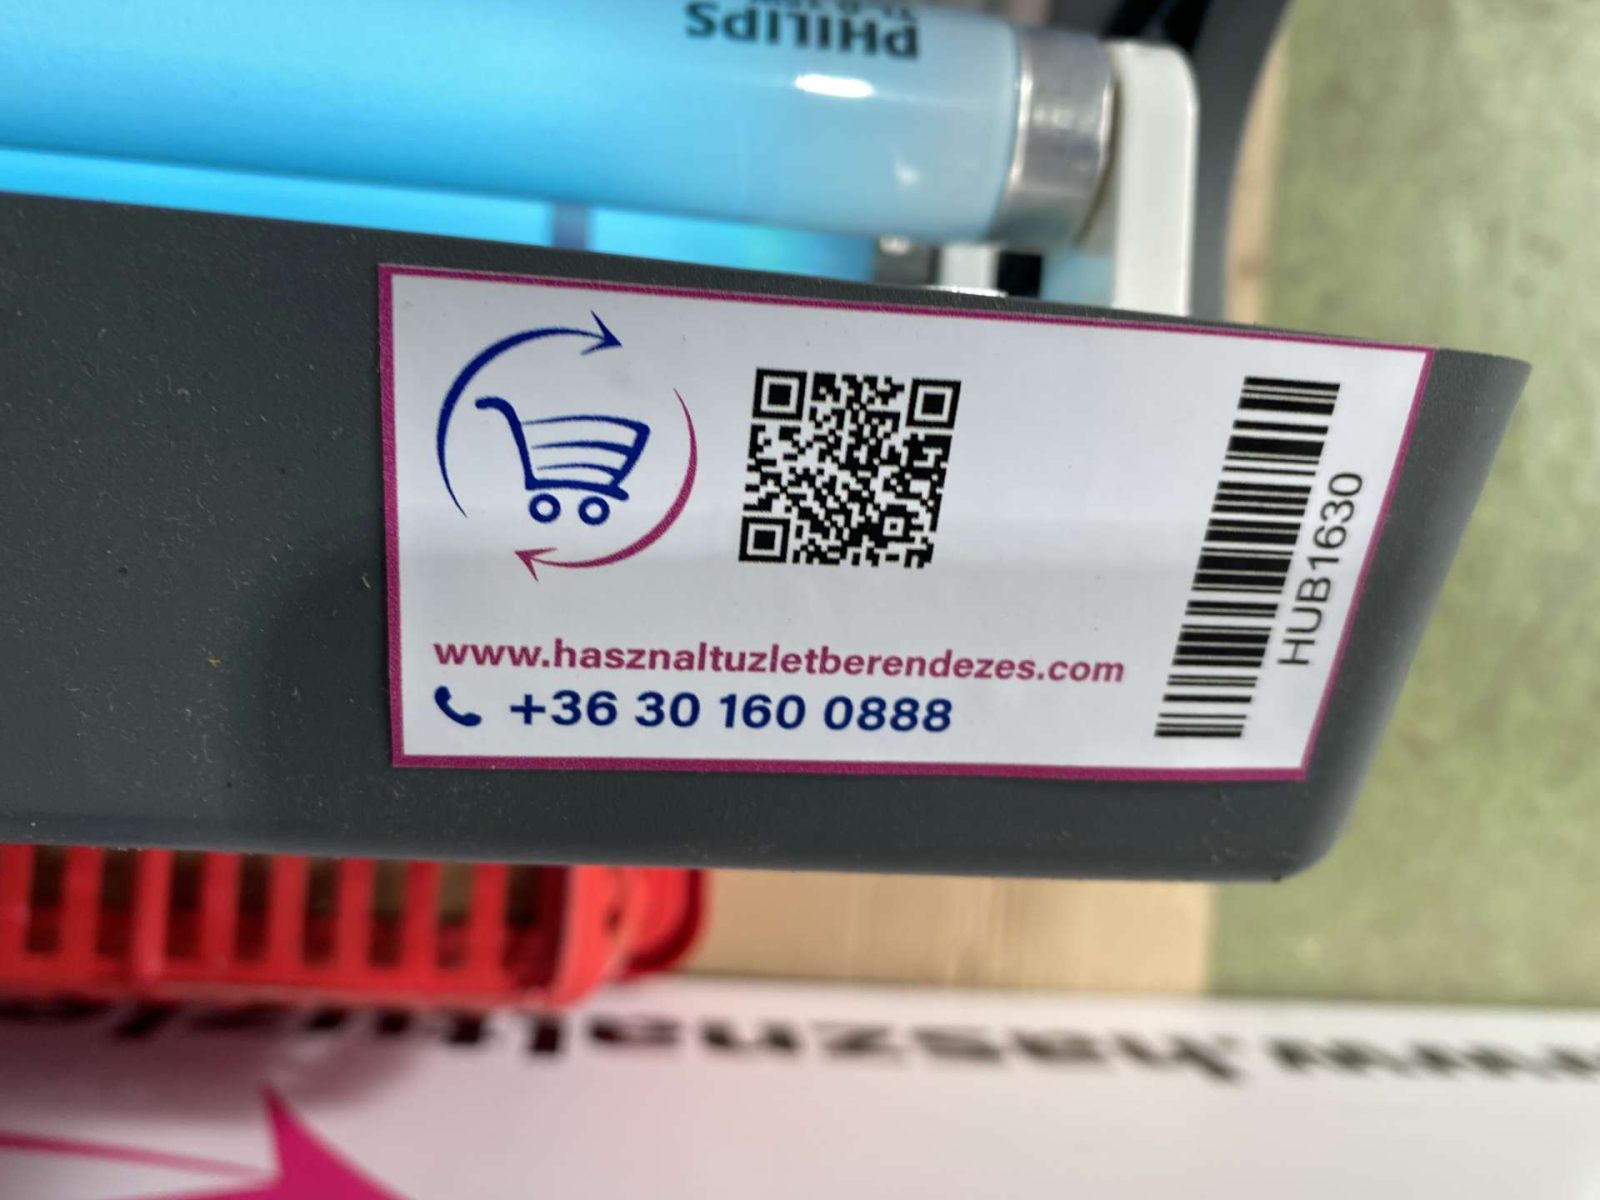 PHILIPS
www.hasznaltuzletberendezes.com
+36 30 160 0888
HUB1630